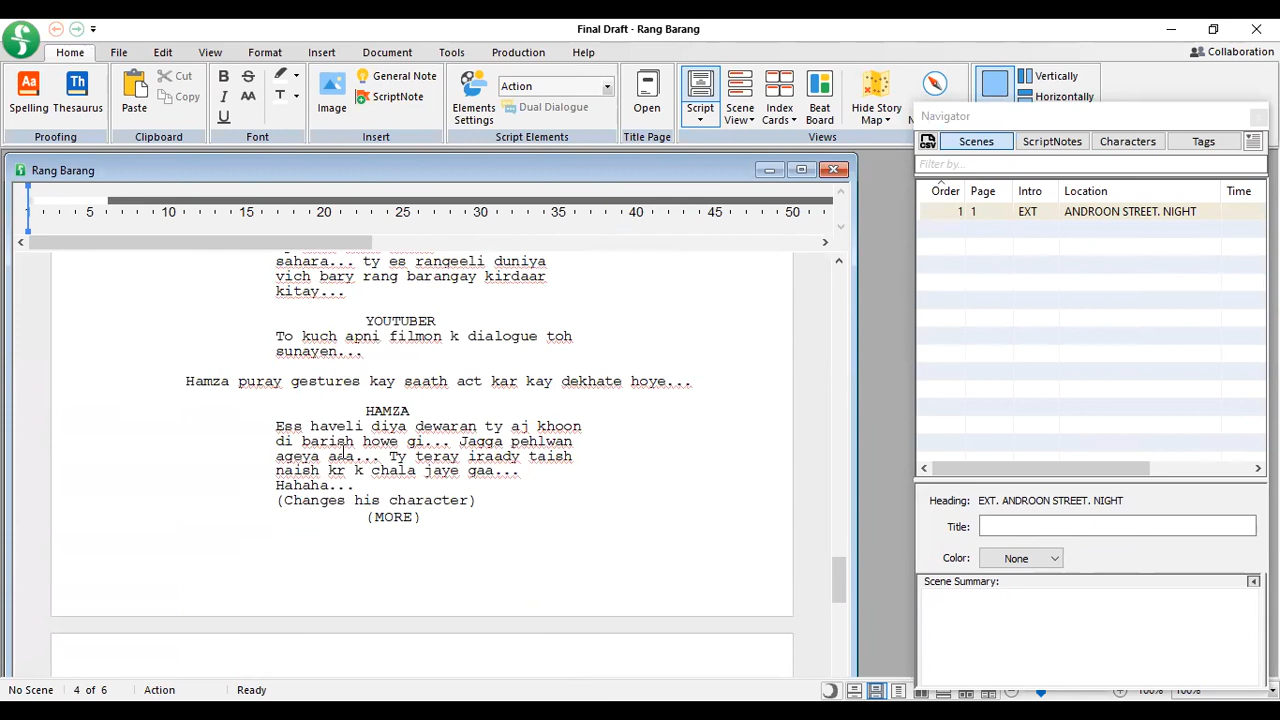 Final Draft - Rang Barang
Home File Edit View Format Insert Document Tools Production Help
Collaboration
Spelling Thesaurus
Proofing
Paste Cut Copy
Clipboard
Font
Image General Note
ScriptNote
Insert
Elements Settings
Action
Dual Dialogue
Script Elements
Open
Title Page
Script Scene View Index Cards Beat Board Hide Story Map
Views
Vertically
Horizontally
Rang Barang
5 10 15 20 25 30 35 40 45 50
sahara... ty es rangeeli duniya
vich bary rang barangay kirdaar
kitay...
YOUTUBER
To kuch apni filmon k dialogue toh
sunayen...
Hamza puray gestures kay saath act kar kay dekhate hoye...
HAMZA
Ess haveli diya dewaran ty aj khoon
di barish howe gi... Jagga pehlwan
ageya ada... Ty teray iraady taish
naish kr k chala jaye gaa...
Hahaha...
(Changes his character)
(MORE)
Navigator
CSV Scenes ScriptNotes Characters Tags
Filter by...
Order Page Intro Location Time
1 1 EXT ANDROON STREET. NIGHT
Heading: EXT. ANDROON STREET. NIGHT
Title:
Color: None
Scene Summary:
No Scene 4 of 6 Action Ready
100% 100%